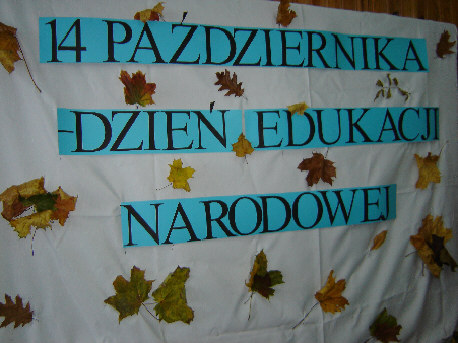 14 PAŹDZIERNIKA
-DZIEŃ EDUKACJI
NARODOWEJ